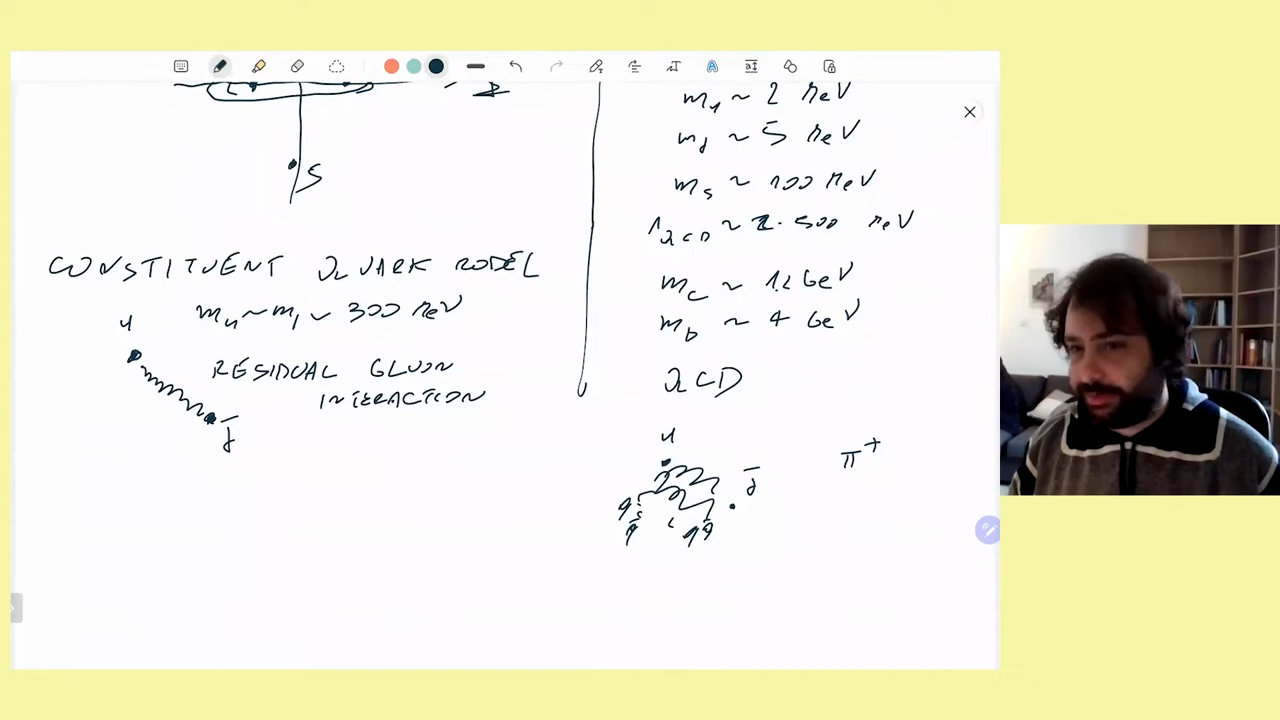 S
CONSTITUENT QUARK MODEL
m_u ~ m_d ~ 300 MeV
u
RESIDUAL GLUON
INTERACTION
d̄
m_u ~ 2 MeV
m_d ~ 5 MeV
m_s ~ 100 MeV
Λ_QCD ~ 2.500 MeV
m_c ~ 1.2 GeV
m_b ~ 4 GeV
QCD
u
π+
d̄
q
q̄
q q̄